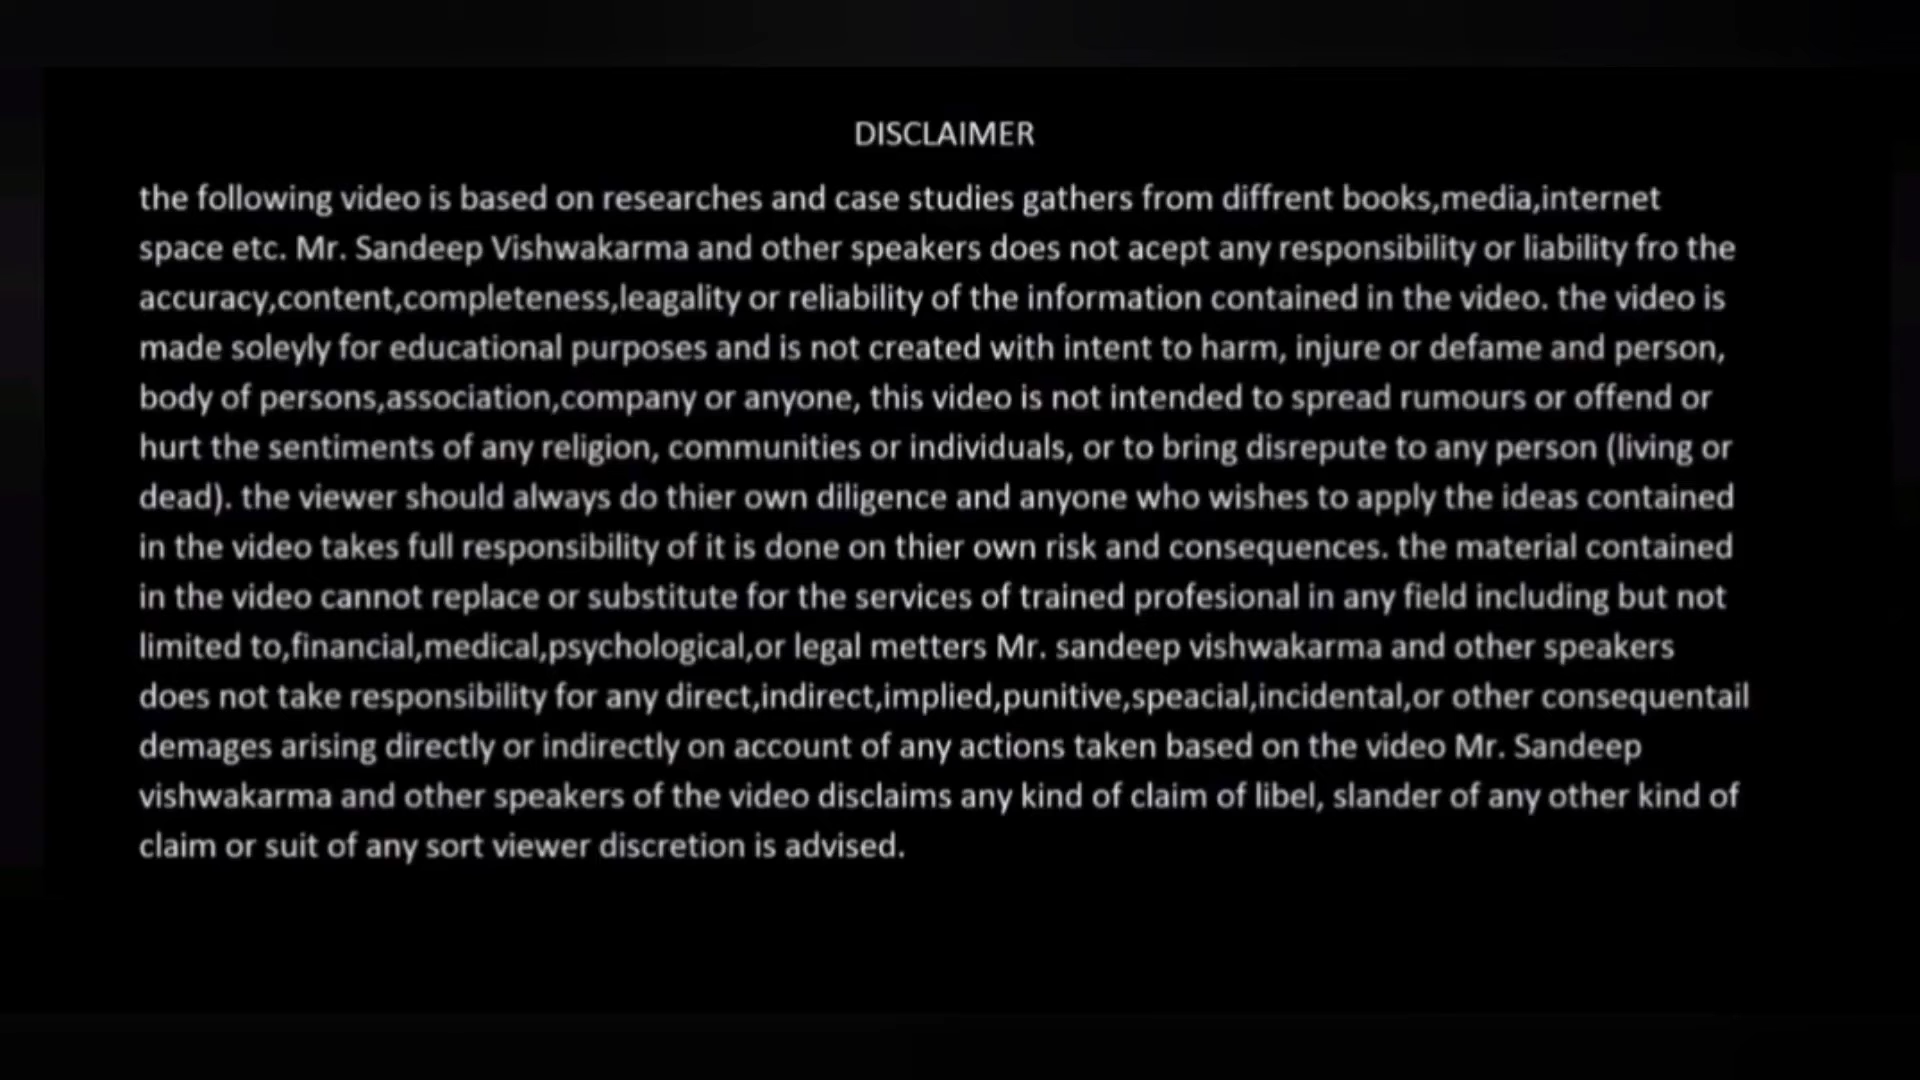 DISCLAIMER
the following video is based on researches and case studies gathers from diffrent books,media,internet
space etc. Mr. Sandeep Vishwakarma and other speakers does not acept any responsibility or liability fro the
accuracy,content,completeness,leagality or reliability of the information contained in the video. the video is
made soleyly for educational purposes and is not created with intent to harm, injure or defame and person,
body of persons,association,company or anyone, this video is not intended to spread rumours or offend or
hurt the sentiments of any religion, communities or individuals, or to bring disrepute to any person (living or
dead). the viewer should always do thier own diligence and anyone who wishes to apply the ideas contained
in the video takes full responsibility of it is done on thier own risk and consequences. the material contained
in the video cannot replace or substitute for the services of trained profesional in any field including but not
limited to,financial,medical,psychological,or legal metters Mr. sandeep vishwakarma and other speakers
does not take responsibility for any direct,indirect,implied,punitive,speacial,incidental,or other consequentail
demages arising directly or indirectly on account of any actions taken based on the video Mr. Sandeep
vishwakarma and other speakers of the video disclaims any kind of claim of libel, slander of any other kind of
claim or suit of any sort viewer discretion is advised.